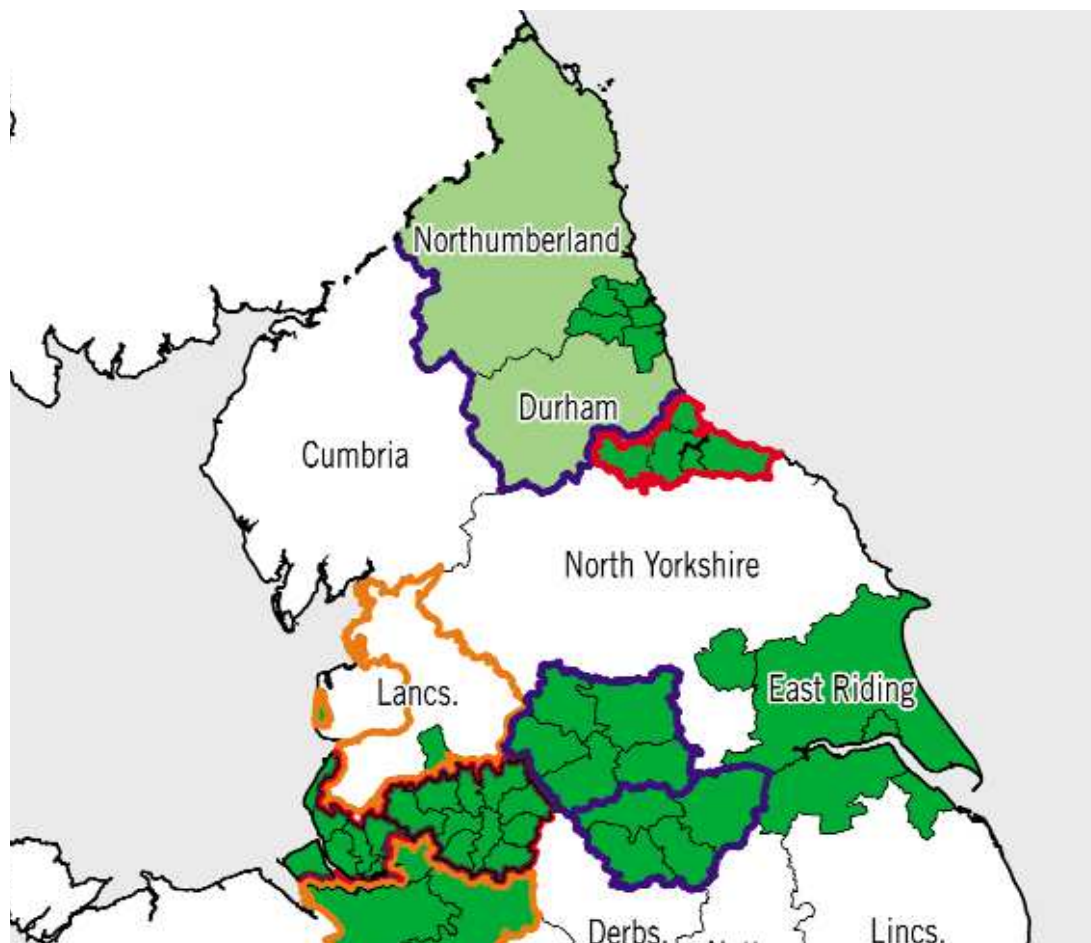 Northumberland
Durham
Cumbria
North Yorkshire
Lancs.
East Riding
Derbs.
Lincs.